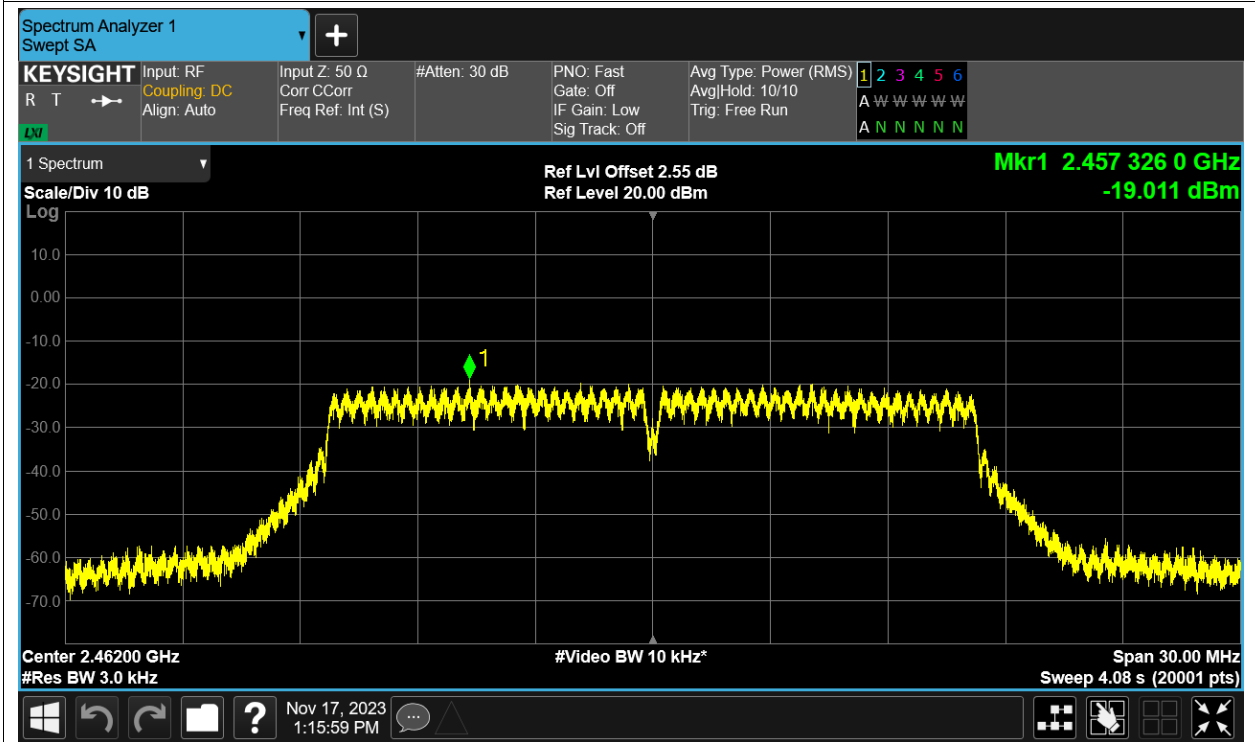 Spectrum Analyzer 1
Swept SA
+
KEYSIGHT
R T
LXI
Input: RF
Coupling: DC
Align: Auto
Input Z: 50 Ω
Corr CCorr
Freq Ref: Int (S)
#Atten: 30 dB
PNO: Fast
Gate: Off
IF Gain: Low
Sig Track: Off
Avg Type: Power (RMS)
Avg|Hold: 10/10
Trig: Free Run
1 2 3 4 5 6
A W W W W W
A N N N N N
1 Spectrum
Scale/Div 10 dB
Log
Ref Lvl Offset 2.55 dB
Ref Level 20.00 dBm
Mkr1 2.457 326 0 GHz
-19.011 dBm
10.0
0.00
-10.0
-20.0
-30.0
-40.0
-50.0
-60.0
-70.0
1
Center 2.46200 GHz
#Res BW 3.0 kHz
#Video BW 10 kHz*
Span 30.00 MHz
Sweep 4.08 s (20001 pts)
?
Nov 17, 2023
1:15:59 PM